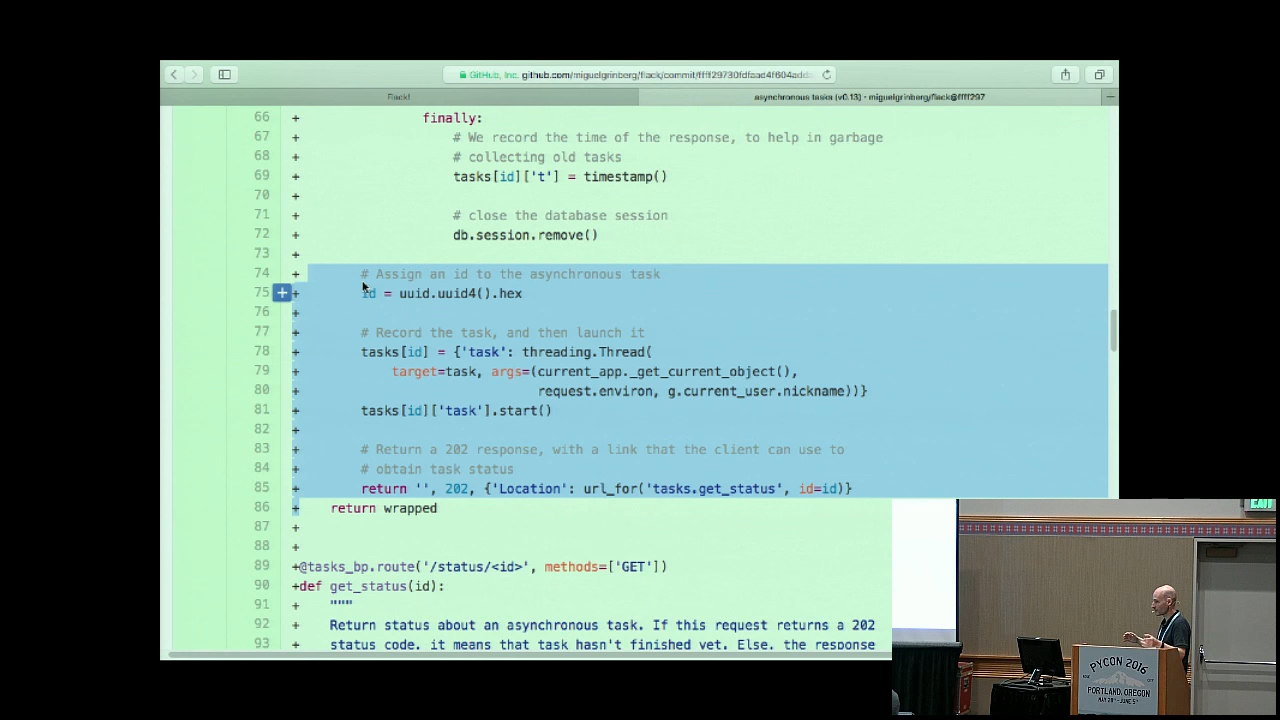 GitHub, Inc. github.com/miguelgrinberg/flack/commit/ffff29730fdfaad4f604adda
Flack!
asynchronous tasks (v0.13) · miguelgrinberg/flack@ffff297
66 + finally:
67 + # We record the time of the response, to help in garbage
68 + # collecting old tasks
69 + tasks[id]['t'] = timestamp()
70 +
71 + # close the database session
72 + db.session.remove()
73 +
74 + # Assign an id to the asynchronous task
75 + id = uuid.uuid4().hex
76 +
77 + # Record the task, and then launch it
78 + tasks[id] = {'task': threading.Thread(
79 + target=task, args=(current_app._get_current_object(),
80 + request.environ, g.current_user.nickname))}
81 + tasks[id]['task'].start()
82 +
83 + # Return a 202 response, with a link that the client can use to
84 + # obtain task status
85 + return '', 202, {'Location': url_for('tasks.get_status', id=id)}
86 + return wrapped
87 +
88 +
89 +@tasks_bp.route('/status/<id>', methods=['GET'])
90 +def get_status(id):
91 + """
92 Return status about an asynchronous task. If this request returns a 202
93 status code, it means that task hasn't finished yet. Else, the response
PYCON 2016
PORTLAND, OREGON
MAY 28TH - JUNE 5TH